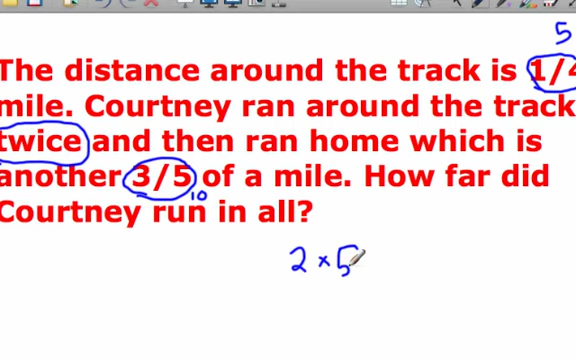 5
The distance around the track is 1/4
mile. Courtney ran around the track
twice and then ran home which is
another 3/5 of a mile. How far did
10
Courtney run in all?
2 × 5